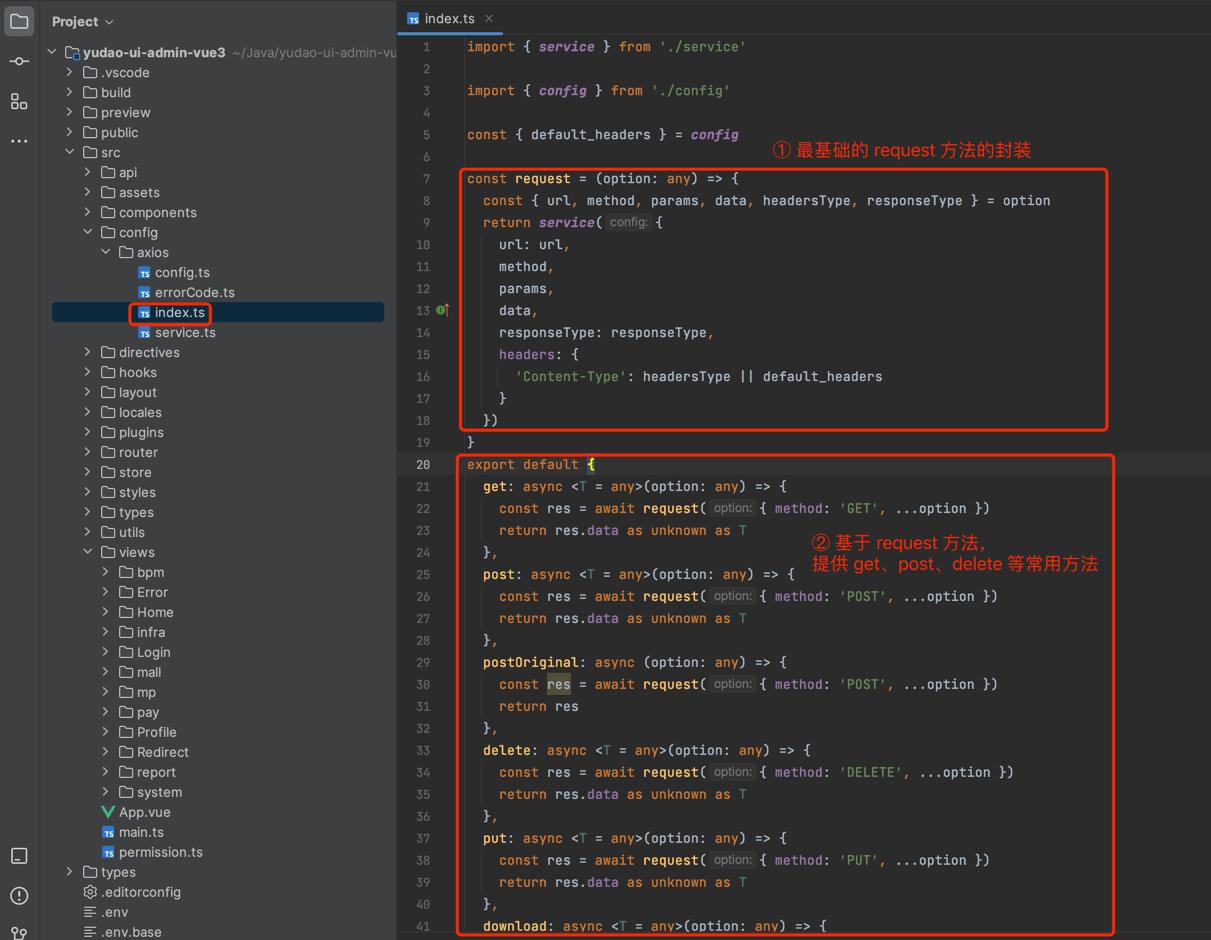 Project
yudao-ui-admin-vue3 ~/Java/yudao-ui-admin-vu
.vscode
build
preview
public
src
api
assets
components
config
axios
config.ts
errorCode.ts
index.ts
service.ts
directives
hooks
layout
locales
plugins
router
store
styles
types
utils
views
bpm
Error
Home
infra
Login
mall
mp
pay
Profile
Redirect
report
system
App.vue
main.ts
permission.ts
types
.editorconfig
.env
.env.base
index.ts
1 import { service } from './service'
2
3 import { config } from './config'
4
5 const { default_headers } = config
6
① 最基础的 request 方法的封装
7 const request = (option: any) => {
8 const { url, method, params, data, headersType, responseType } = option
9 return service( config: {
10 url: url,
11 method,
12 params,
13 data,
14 responseType: responseType,
15 headers: {
16 'Content-Type': headersType || default_headers
17 }
18 })
19 }
20 export default {
21 get: async <T = any>(option: any) => {
22 const res = await request( option: { method: 'GET', ...option })
23 return res.data as unknown as T
24 },
② 基于 request 方法,
提供 get、post、delete 等常用方法
25 post: async <T = any>(option: any) => {
26 const res = await request( option: { method: 'POST', ...option })
27 return res.data as unknown as T
28 },
29 postOriginal: async (option: any) => {
30 const res = await request( option: { method: 'POST', ...option })
31 return res
32 },
33 delete: async <T = any>(option: any) => {
34 const res = await request( option: { method: 'DELETE', ...option })
35 return res.data as unknown as T
36 },
37 put: async <T = any>(option: any) => {
38 const res = await request( option: { method: 'PUT', ...option })
39 return res.data as unknown as T
40 },
41 download: async <T = any>(option: any) => {